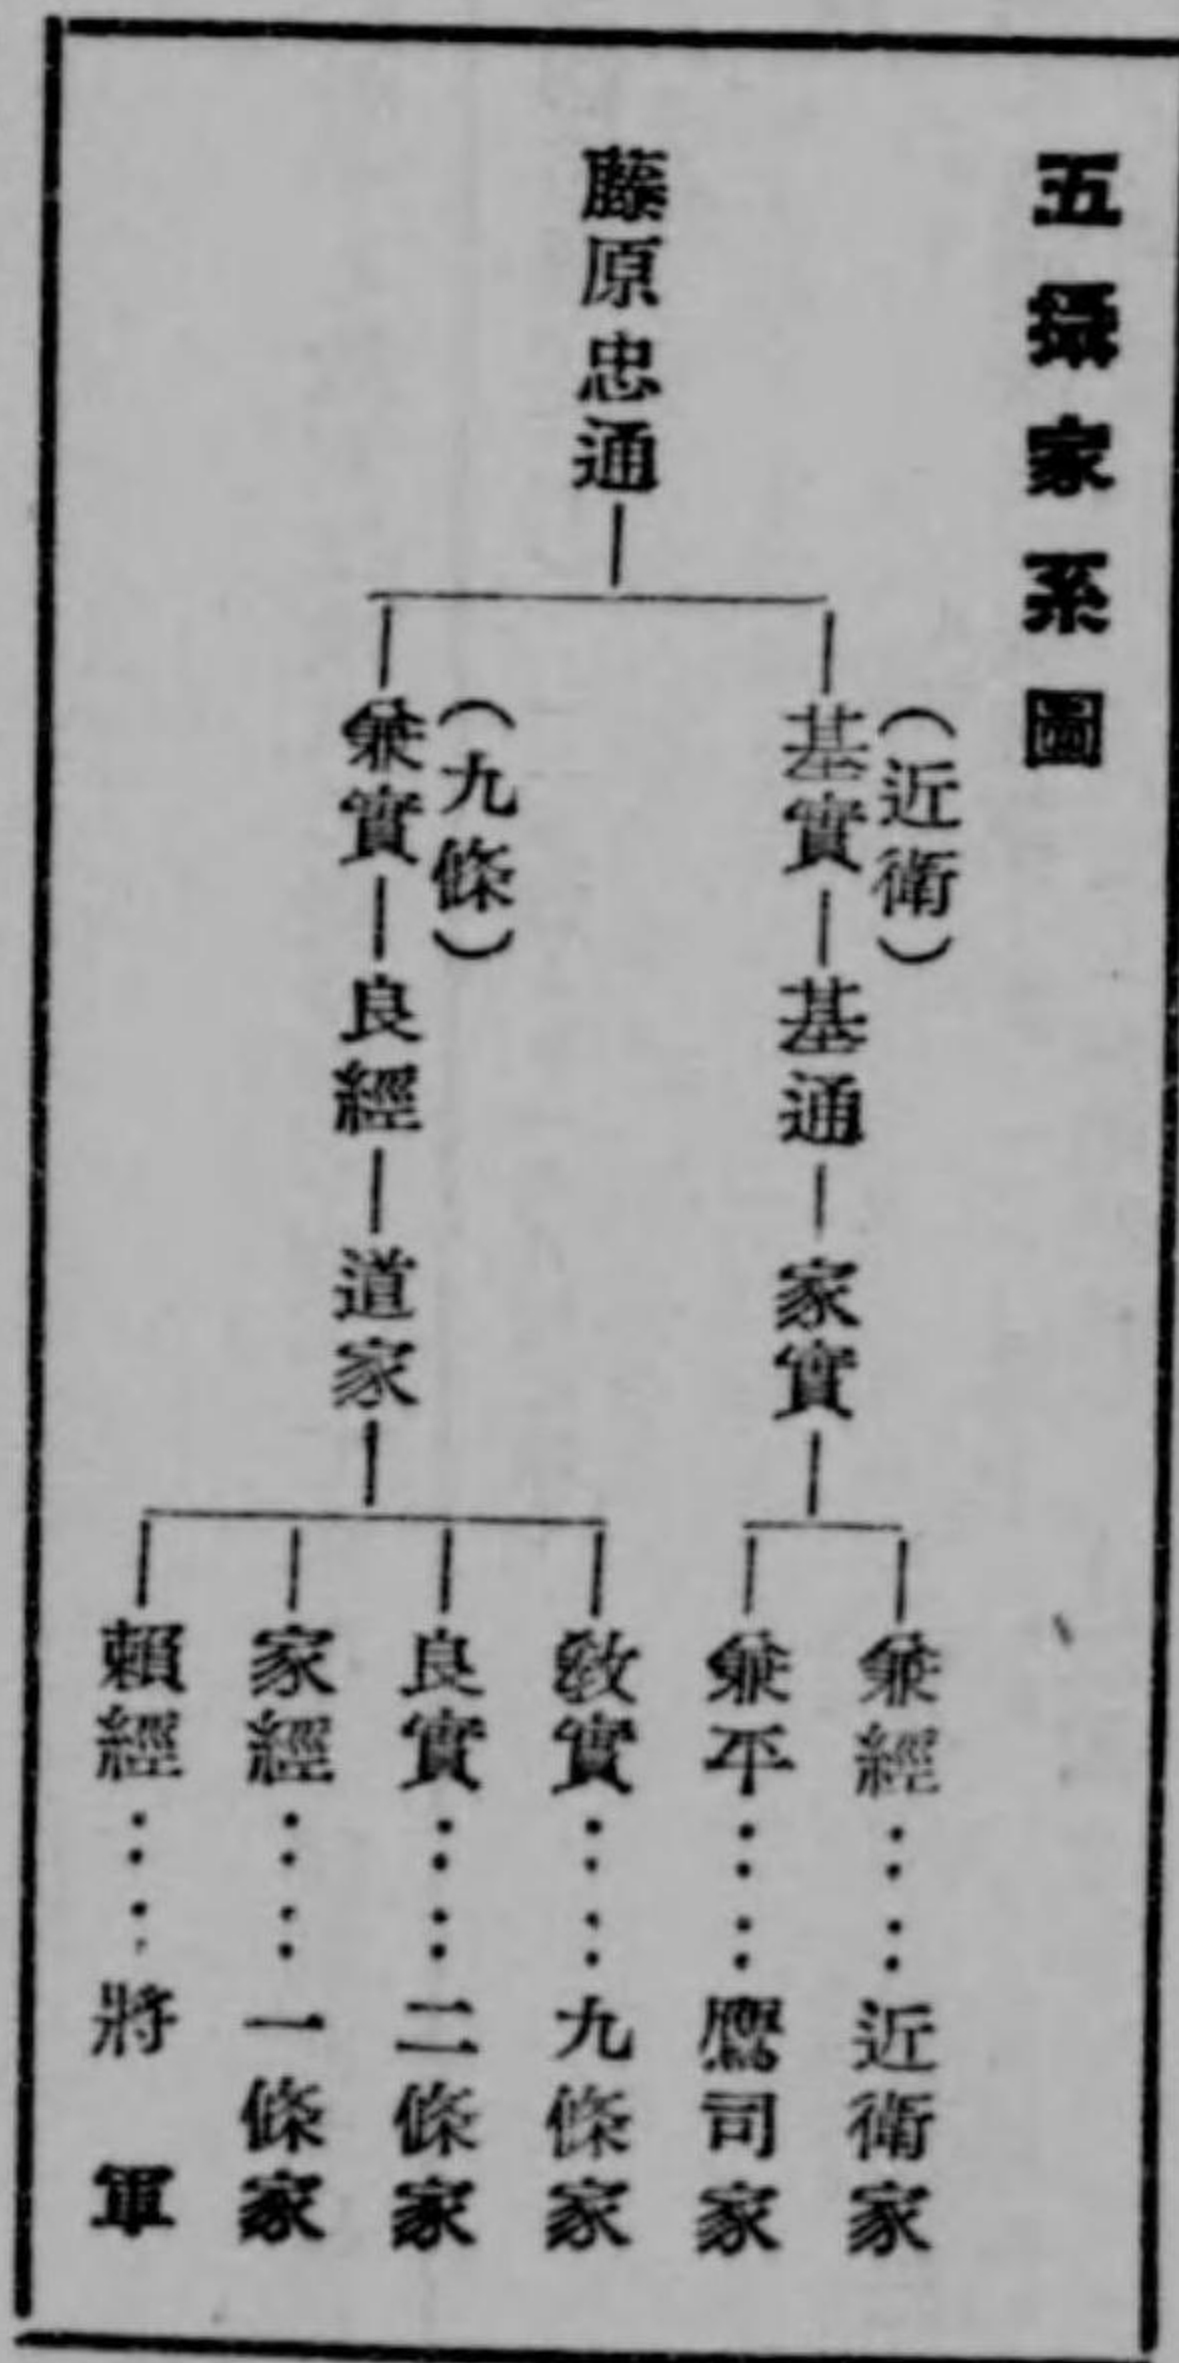 五攝家系圖
藤原忠通
(近衛)
基實―基通―家實
兼經……近衛家
兼平……鷹司家
(九條)
兼實―良經―道家
敎實……九條家
良實……二條家
家經……一條家
賴經……將軍